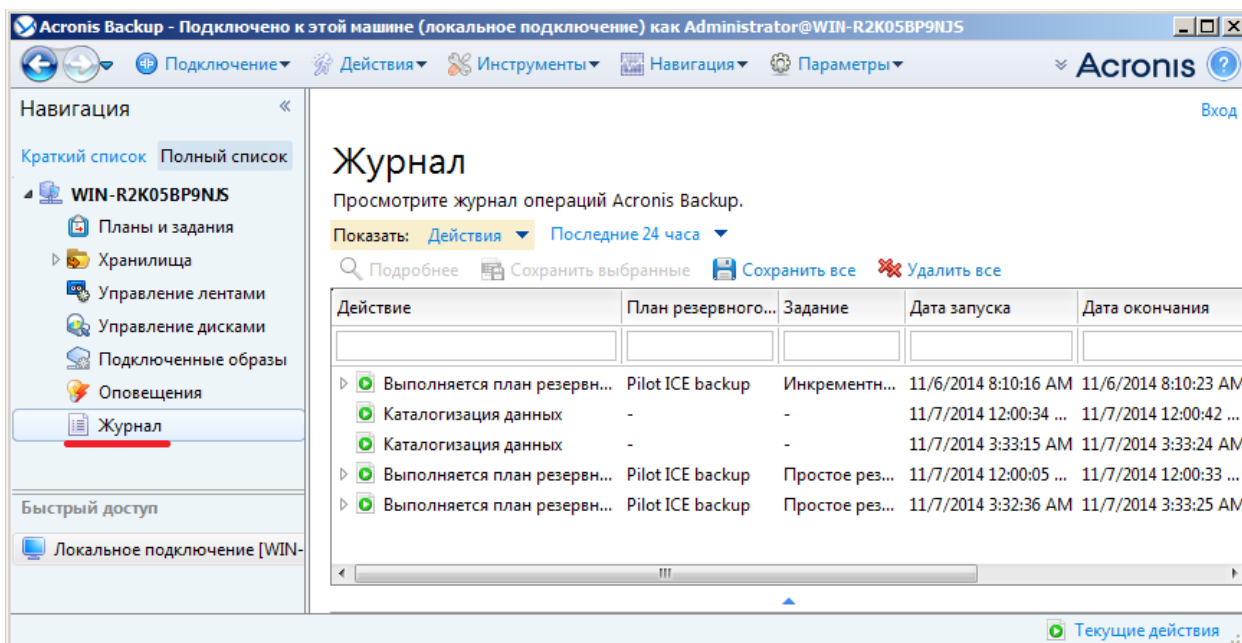 Acronis Backup - Подключено к этой машине (локальное подключение) как Administrator@WIN-R2K05BP9NJS
Подключение Действия Инструменты Навигация Параметры Acronis ?
Навигация «
Вход
Краткий список Полный список
Журнал
WIN-R2K05BP9NJS
Просмотрите журнал операций Acronis Backup.
Планы и задания
Показать: Действия Последние 24 часа
Хранилища
Подробнее Сохранить выбранные Сохранить все Удалить все
Управление лентами
Действие План резервного... Задание Дата запуска Дата окончания
Управление дисками
Подключенные образы
Оповещения
Журнал
Выполняется план резервн... Pilot ICE backup Инкрементн... 11/6/2014 8:10:16 AM 11/6/2014 8:10:23 AM
Каталогизация данных - - 11/7/2014 12:00:34 ... 11/7/2014 12:00:42 ...
Каталогизация данных - - 11/7/2014 3:33:15 AM 11/7/2014 3:33:24 AM
Выполняется план резервн... Pilot ICE backup Простое рез... 11/7/2014 12:00:05 ... 11/7/2014 12:00:33 ...
Выполняется план резервн... Pilot ICE backup Простое рез... 11/7/2014 3:32:36 AM 11/7/2014 3:33:25 AM
Быстрый доступ
Локальное подключение [WIN-
Текущие действия